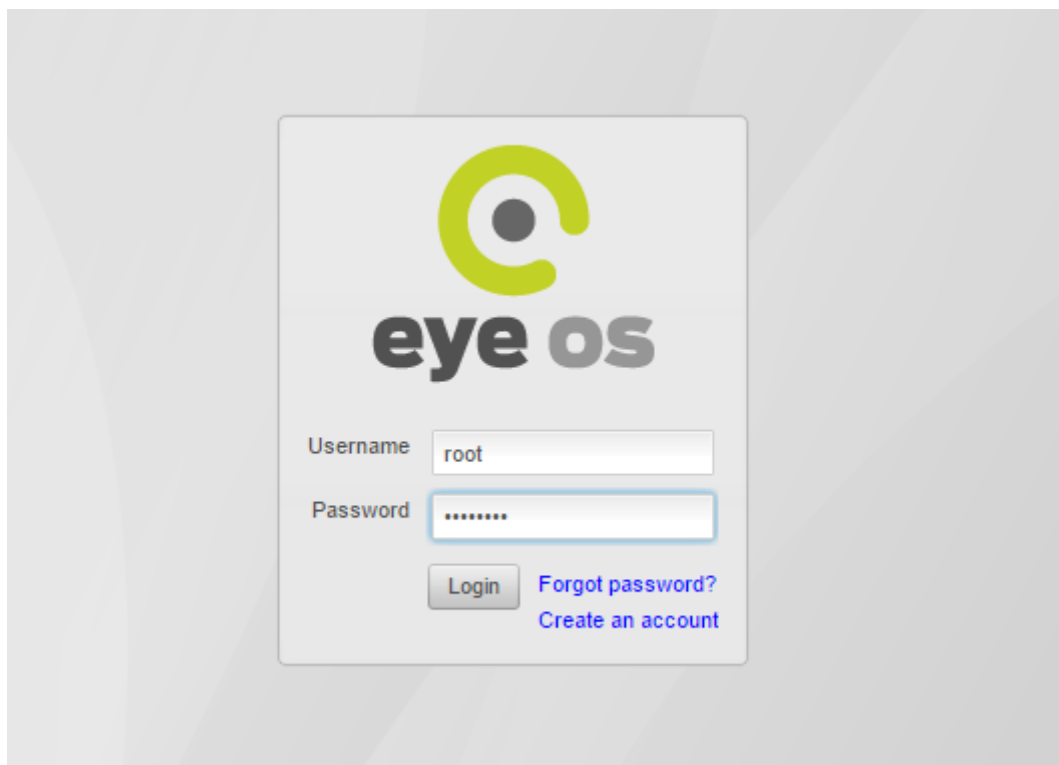 eye os
Username root
Password ••••••••
Login Forgot password?
Create an account